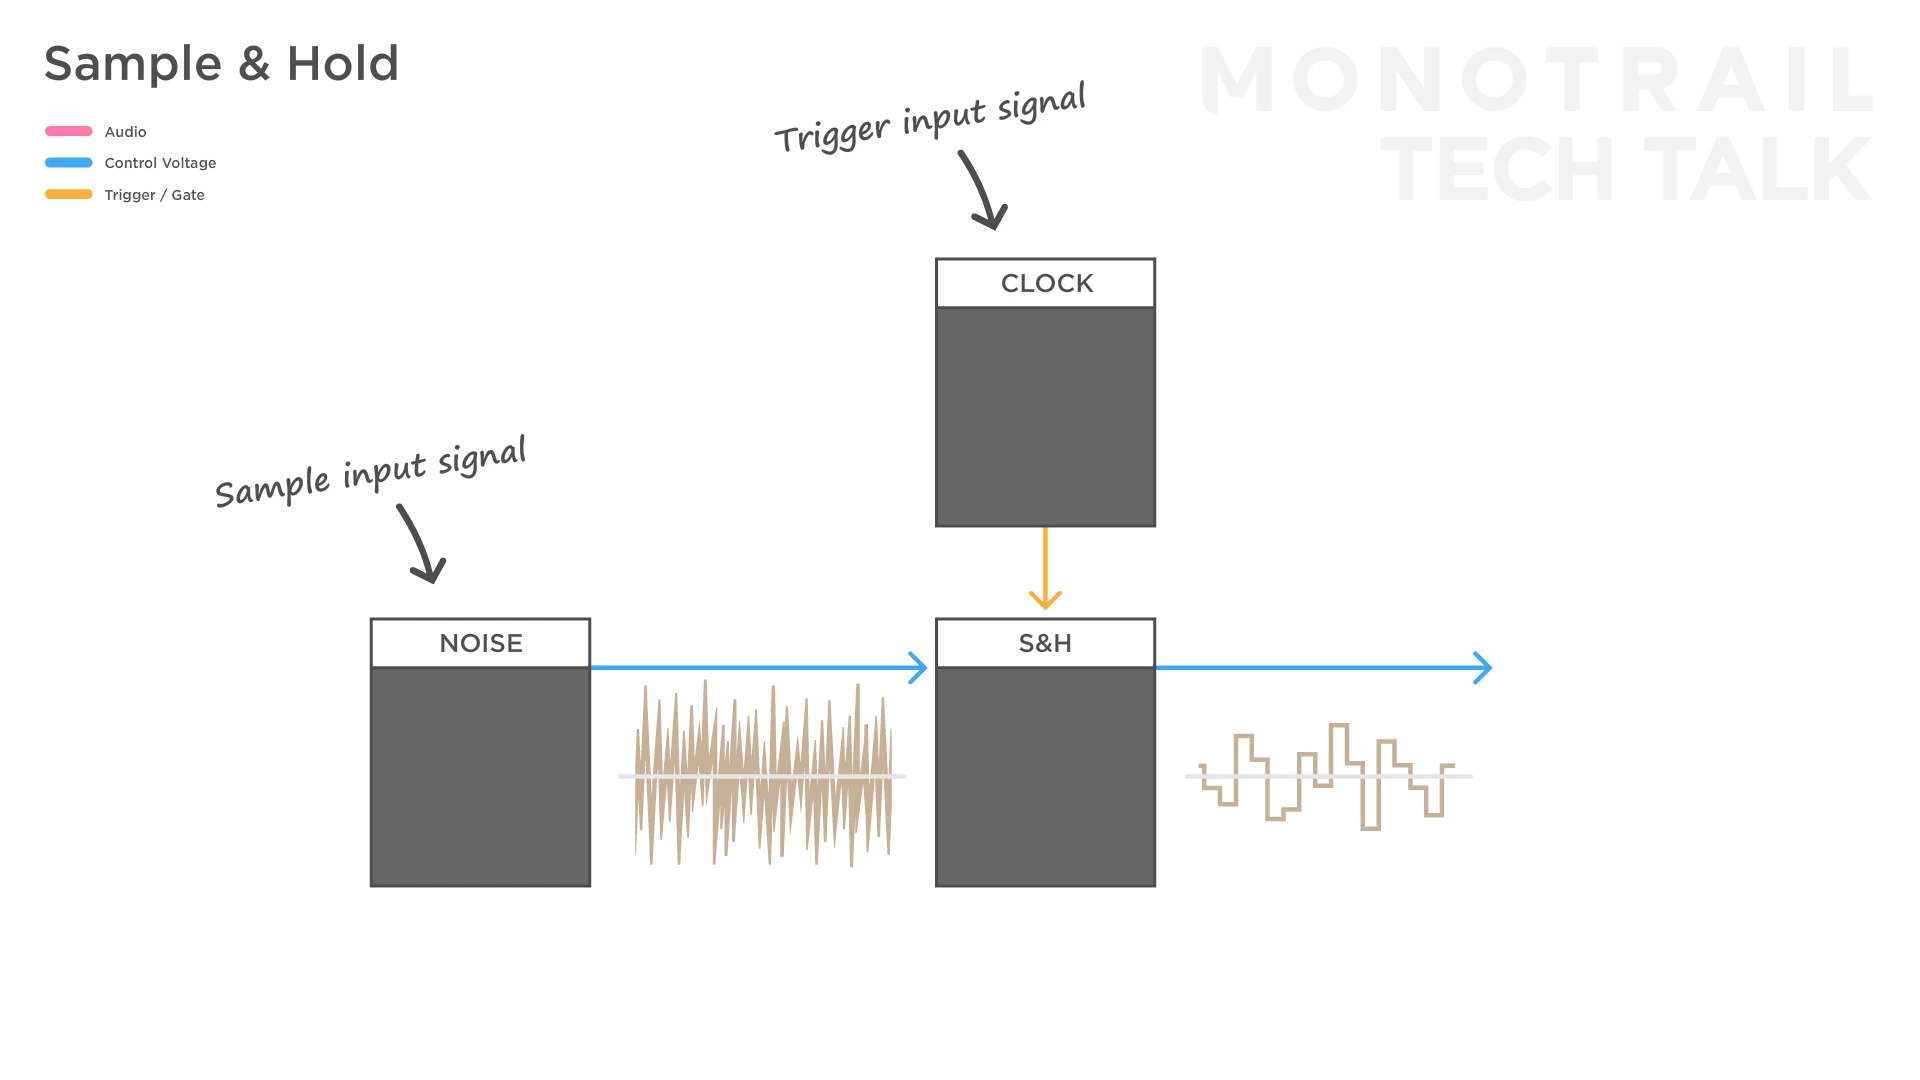 Sample & Hold
MONOTRAIL
TECH TALK
Audio
Control Voltage
Trigger / Gate
Trigger input signal
CLOCK
Sample input signal
NOISE
S&H